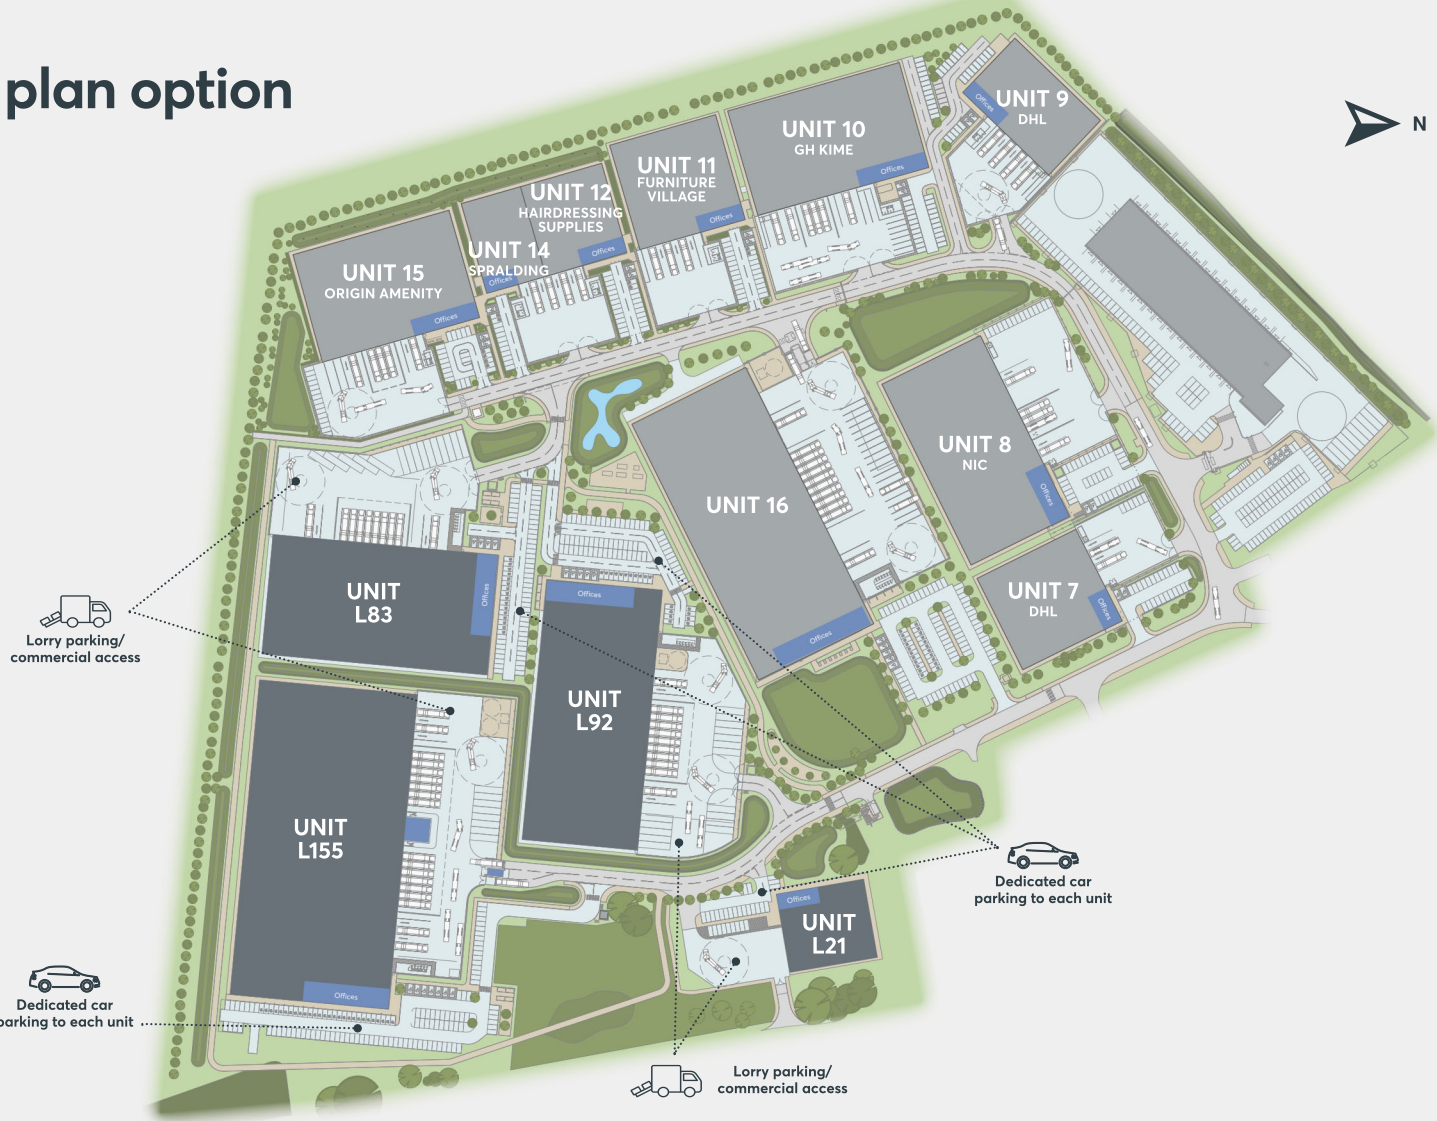 plan option
N
UNIT 9
DHL
Offices
UNIT 10
GH KIME
Offices
UNIT 11
FURNITURE
VILLAGE
Offices
UNIT 12
HAIRDRESSING
SUPPLIES
Offices
UNIT 14
SPRALDING
Offices
UNIT 15
ORIGIN AMENITY
Offices
UNIT 8
NIC
Offices
UNIT 16
Offices
UNIT 7
DHL
Offices
UNIT
L83
Offices
Offices
UNIT
L92
Lorry parking/
commercial access
UNIT
L155
Offices
Offices
UNIT
L21
Dedicated car
parking to each unit
Dedicated car
parking to each unit
Lorry parking/
commercial access